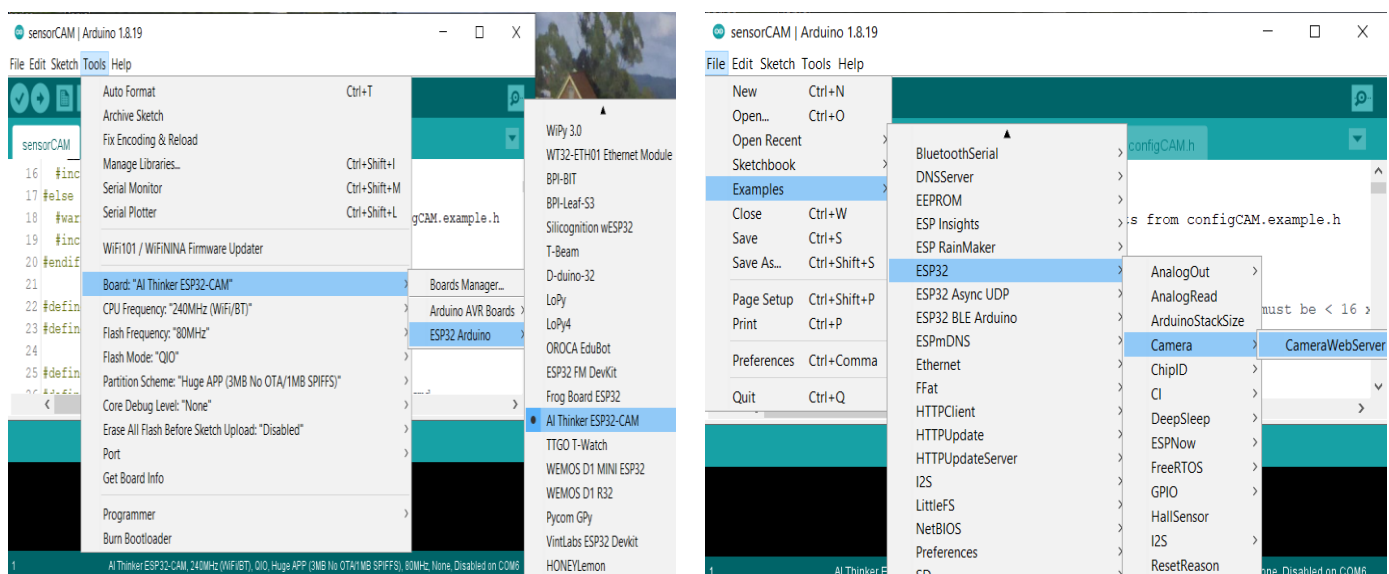 sensorCAM | Arduino 1.8.19
File Edit Sketch Tools Help
Auto Format Ctrl+T
Archive Sketch
Fix Encoding & Reload
Manage Libraries... Ctrl+Shift+I
Serial Monitor Ctrl+Shift+M
Serial Plotter Ctrl+Shift+L
WiFi101 / WiFiNINA Firmware Updater
Board: "AI Thinker ESP32-CAM"
CPU Frequency: "240MHz (WiFi/BT)"
Flash Frequency: "80MHz"
Flash Mode: "QIO"
Partition Scheme: "Huge APP (3MB No OTA/1MB SPIFFS)"
Core Debug Level: "None"
Erase All Flash Before Sketch Upload: "Disabled"
Port
Get Board Info
Programmer
Burn Bootloader
sensorCAM
16 #inc
17 #else
18 #war gCAM.example.h
19 #inc
20 #endif
21
22 #defin
23 #defin
24
25 #defin
Boards Manager...
Arduino AVR Boards
ESP32 Arduino
WiPy 3.0
WT32-ETH01 Ethernet Module
BPI-BIT
BPI-Leaf-S3
Silicognition wESP32
T-Beam
D-duino-32
LoPy
LoPy4
OROCA EduBot
ESP32 FM DevKit
Frog Board ESP32
AI Thinker ESP32-CAM
TTGO T-Watch
WEMOS D1 MINI ESP32
WEMOS D1 R32
Pycom GPy
VintLabs ESP32 Devkit
HONEYLemon
1 AI Thinker ESP32-CAM, 240MHz (WiFi/BT), QIO, Huge APP (3MB No OTA/1MB SPIFFS), 80MHz, None, Disabled on COM6
sensorCAM | Arduino 1.8.19
File Edit Sketch Tools Help
New Ctrl+N
Open... Ctrl+O
Open Recent
Sketchbook
Examples
Close Ctrl+W
Save Ctrl+S
Save As... Ctrl+Shift+S
Page Setup Ctrl+Shift+P
Print Ctrl+P
Preferences Ctrl+Comma
Quit Ctrl+Q
BluetoothSerial
DNSServer
EEPROM
ESP Insights
ESP RainMaker
ESP32
ESP32 Async UDP
ESP32 BLE Arduino
ESPmDNS
Ethernet
FFat
HTTPClient
HTTPUpdate
HTTPUpdateServer
I2S
LittleFS
NetBIOS
Preferences
AnalogOut
AnalogRead
ArduinoStackSize
Camera
ChipID
CI
DeepSleep
ESPNow
FreeRTOS
GPIO
HallSensor
I2S
ResetReason
CameraWebServer
configCAM.h
s from configCAM.example.h
must be < 16
1 AI Thinker E
one, Disabled on COM6